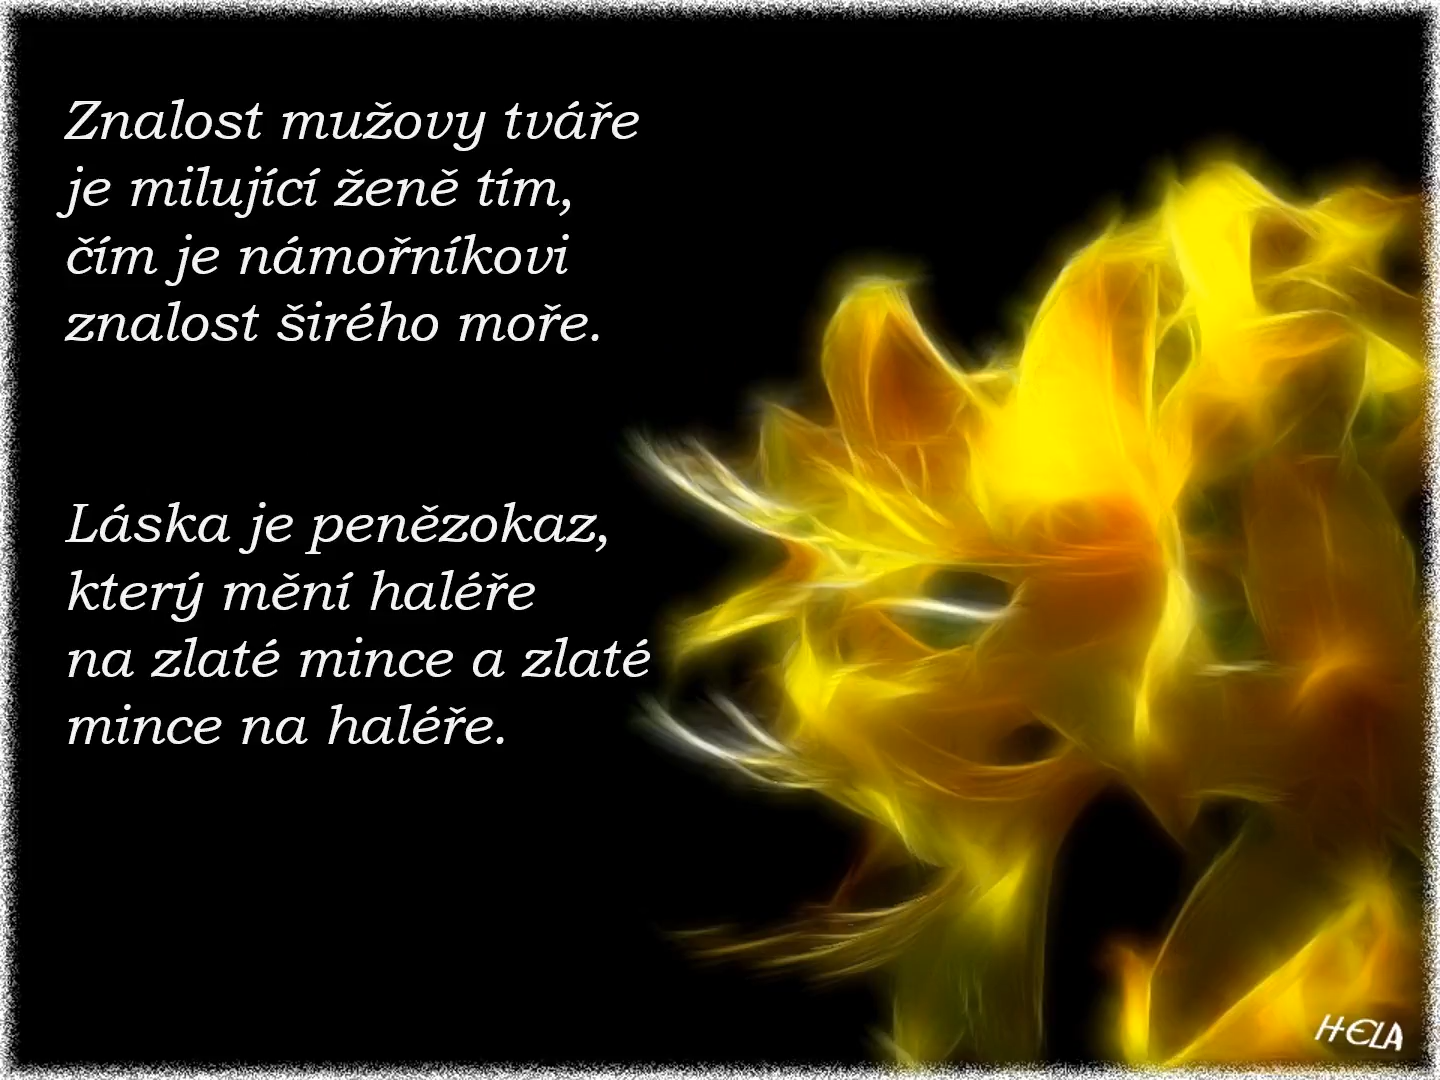 Znalost mužovy tváře
je milující ženě tím,
čím je námořníkovi
znalost širého moře.
Láska je penězokaz,
který mění haléře
na zlaté mince a zlaté
mince na haléře.
HELA